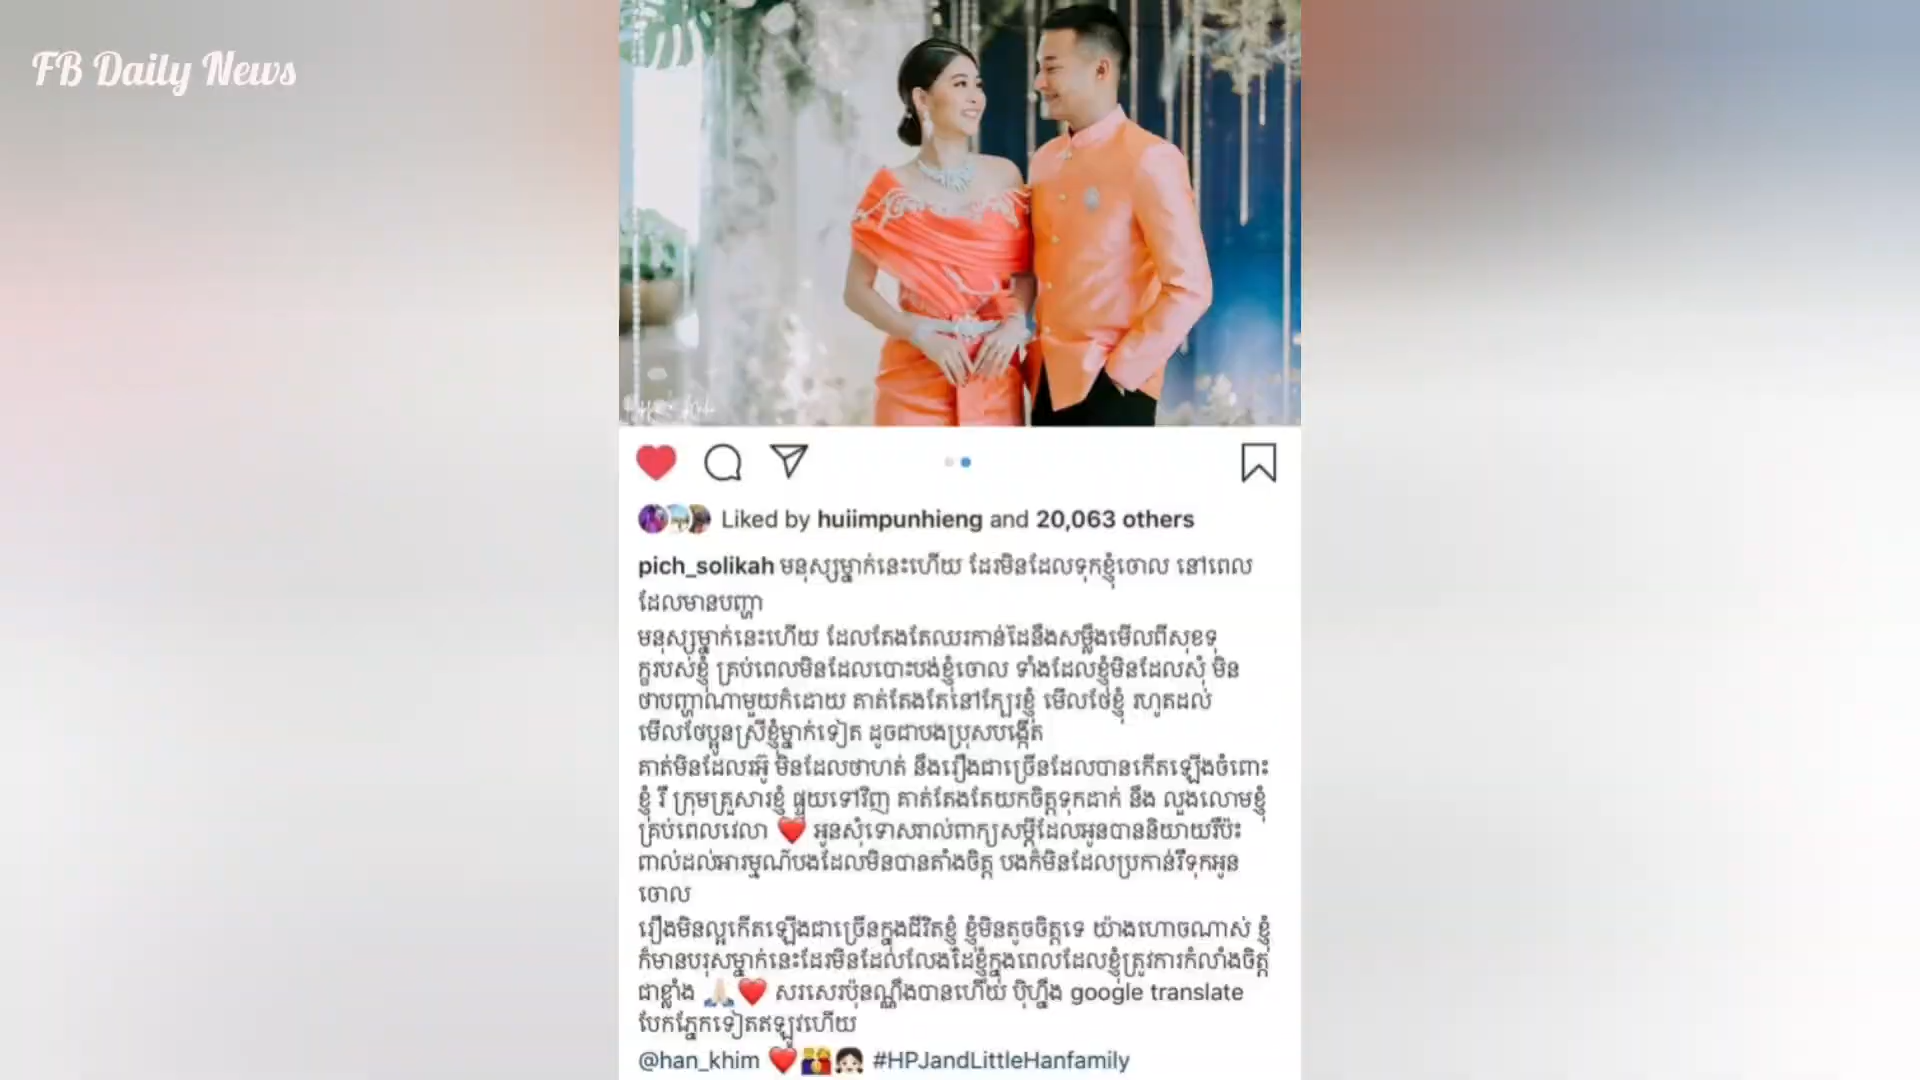 FB Daily News
Liked by huiimpunhieng and 20,063 others
pich_solikah មនុស្សម្នាក់នេះហើយ ដែរមិនដែលទុកខ្ញុំចោល នៅពេល
ដែលមានបញ្ហា
មនុស្សម្នាក់នេះហើយ ដែលតែងតែឈរកាន់ដៃនឹងសម្លឹងមើលពីសុខទុ
ក្ខរបស់ខ្ញុំ គ្រប់ពេលមិនដែលបោះបង់ខ្ញុំចោល ទាំងដែលខ្ញុំមិនដែលសុំ មិន
ថាបញ្ហាណាមួយក៌ដោយ គាត់តែងតែនៅក្បែរខ្ញុំ មើលថែខ្ញុំ រហូតដល់
មើលថែប្អូនស្រីខ្ញុំម្នាក់ទៀត ដូចជាបងប្រុសបង្កើត
គាត់មិនដែលរអ៊ូ មិនដែលថាហត់ នឹងរឿងជាច្រើនដែលបានកើតឡើងចំពោះ
ខ្ញុំ រឺ ក្រុមគ្រួសារខ្ញុំ ផ្ទុយទៅវិញ គាត់តែងតែយកចិត្តទុកដាក់ នឹង លួងលោមខ្ញុំ
គ្រប់ពេលវេលា ❤️ អូនសុំទោសរាល់ពាក្យសម្តីដែលអូនបាននិយាយរឺប៉ះ
ពាល់ដល់អារម្មណ៍បងដែលមិនបានតាំងចិត្ត បងក៌មិនដែលប្រកាន់រឺទុកអូន
ចោល
រឿងមិនល្អកើតឡើងជាច្រើនក្នុងជីវិតខ្ញុំ ខ្ញុំមិនតូចចិត្តទេ យ៉ាងហោចណាស់ ខ្ញុំ
ក៏មានបរុសម្នាក់នេះដែរមិនដែលលែងដៃខ្ញុំក្នុងពេលដែលខ្ញុំត្រូវការកំលាំងចិត្ត
ជាខ្លាំង 🙏🏻❤️ សរសេរប៉ុនណ្ណឹងបានហើយ ប៉ិហ្នឹង google translate
បែកភ្នែកទៀតឥឡូវហើយ
@han_khim ❤️👩‍❤️‍👨👧🏻 #HPJandLittleHanfamily